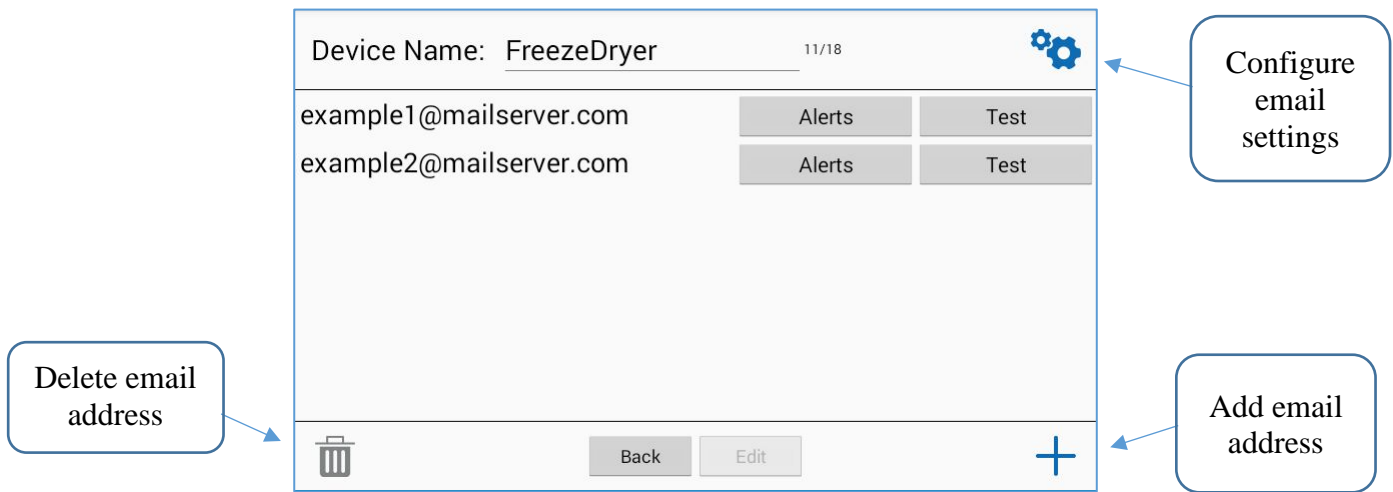 Device Name: FreezeDryer 11/18
Configure
email
settings
example1@mailserver.com Alerts Test
example2@mailserver.com Alerts Test
Delete email
address
Add email
address
Back Edit